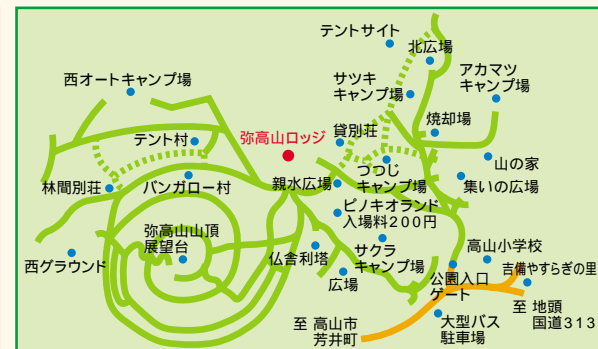 テントサイト
北広場
西オートキャンプ場
サツキ
キャンプ場
アカマツ
キャンプ場
テント村
弥高山ロッジ
貸別荘
焼却場
林間別荘
バンガロー村
親水広場
つつじ
キャンプ場
山の家
集いの広場
ピノキオランド
入場料200円
弥高山山頂
展望台
西グラウンド
仏舎利塔
広場
サクラ
キャンプ場
高山小学校
公園入口
ゲート
吉備やすらぎの里
至 高山市
芳井町
大型バス
駐車場
至 地頭
国道313